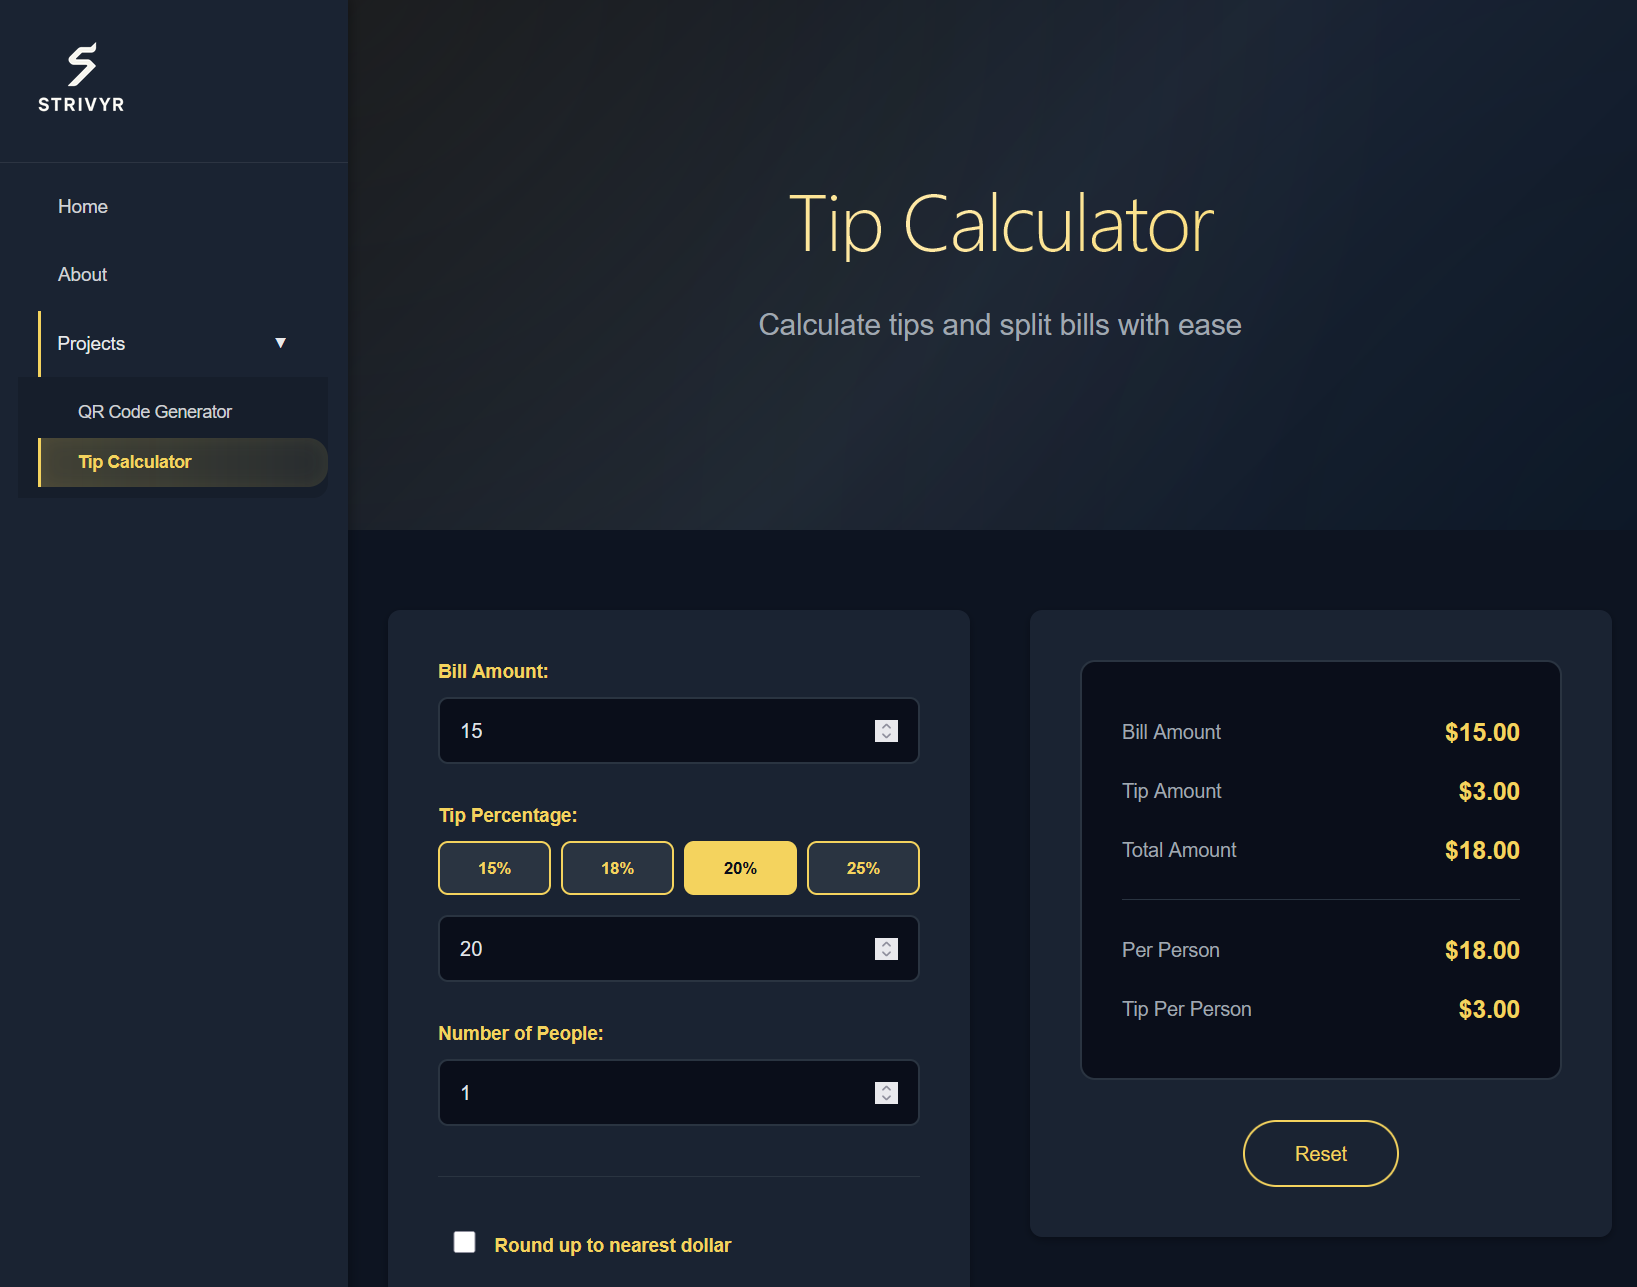 STRIVYR
Home
About
Projects ▼
QR Code Generator
Tip Calculator
Tip Calculator
Calculate tips and split bills with ease
Bill Amount:
15
Tip Percentage:
15% 18% 20% 25%
20
Number of People:
1
Round up to nearest dollar
Bill Amount $15.00
Tip Amount $3.00
Total Amount $18.00
Per Person $18.00
Tip Per Person $3.00
Reset